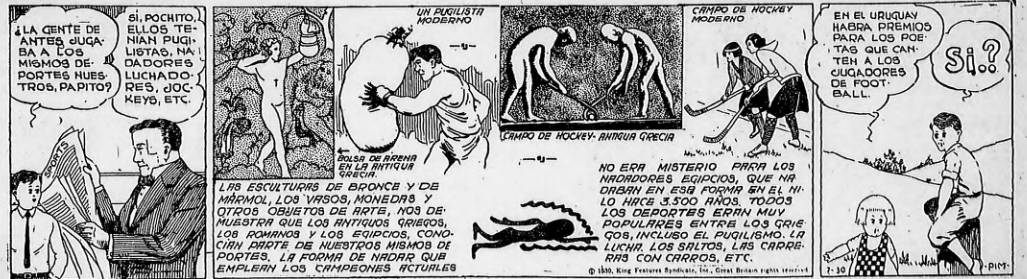 ¿LA GENTE DE
ANTES JUGA-
BA A LOS
MISMOS DE-
PORTES NUES-
TROS, PAPITO?
SI, POCHITO,
ELLOS TE-
NIAN PUGI-
LISTAS, NA-
DADORES
LUCHADO-
RES, JOC-
KEYS, ETC.
SPORTS
UN PUGILISTA
MODERNO
BOLSA DE ARENA
EN LA ANTIGUA
GRECIA.
CAMPO DE HOCKEY-ANTIGUA GRECIA
CAMPO DE HOCKEY
MODERNO
LAS ESCULTURAS DE BRONCE Y DE
MÁRMOL, LOS VASOS, MONEDAS Y
OTROS OBJETOS DE ARTE, NOS DE-
MUESTRA QUE LOS ANTIGUOS GRIEGOS,
LOS ROMANOS Y LOS EGIPCIOS, CONO-
CIAN PARTE DE NUESTROS MISMOS DE-
PORTES. LA FORMA DE NADAR QUE
EMPLEAN LOS CAMPEONES ACTUALES
NO ERA MISTERIO PARA LOS
NADADORES EGIPCIOS, QUE NA-
DABAN EN ESA FORMA EN EL NI-
LO HACE 3.500 AÑOS. TODOS
LOS DEPORTES ERAN MUY
POPULARES ENTRE LOS GRIE-
GOS, INCLUSO EL PUGILISMO, LA
LUCHA, LOS SALTOS, LAS CARRE-
RAS CON CARROS, ETC.
© 1930, King Features Syndicate, Inc., Great Britain rights reserved
EN EL URUGUAY
HABRA PREMIOS
PARA LOS POE-
TAS QUE CAN-
TEN A LOS
JUGADORES
DE FOOT-
BALL.
SI.?
7-30
-PIM-